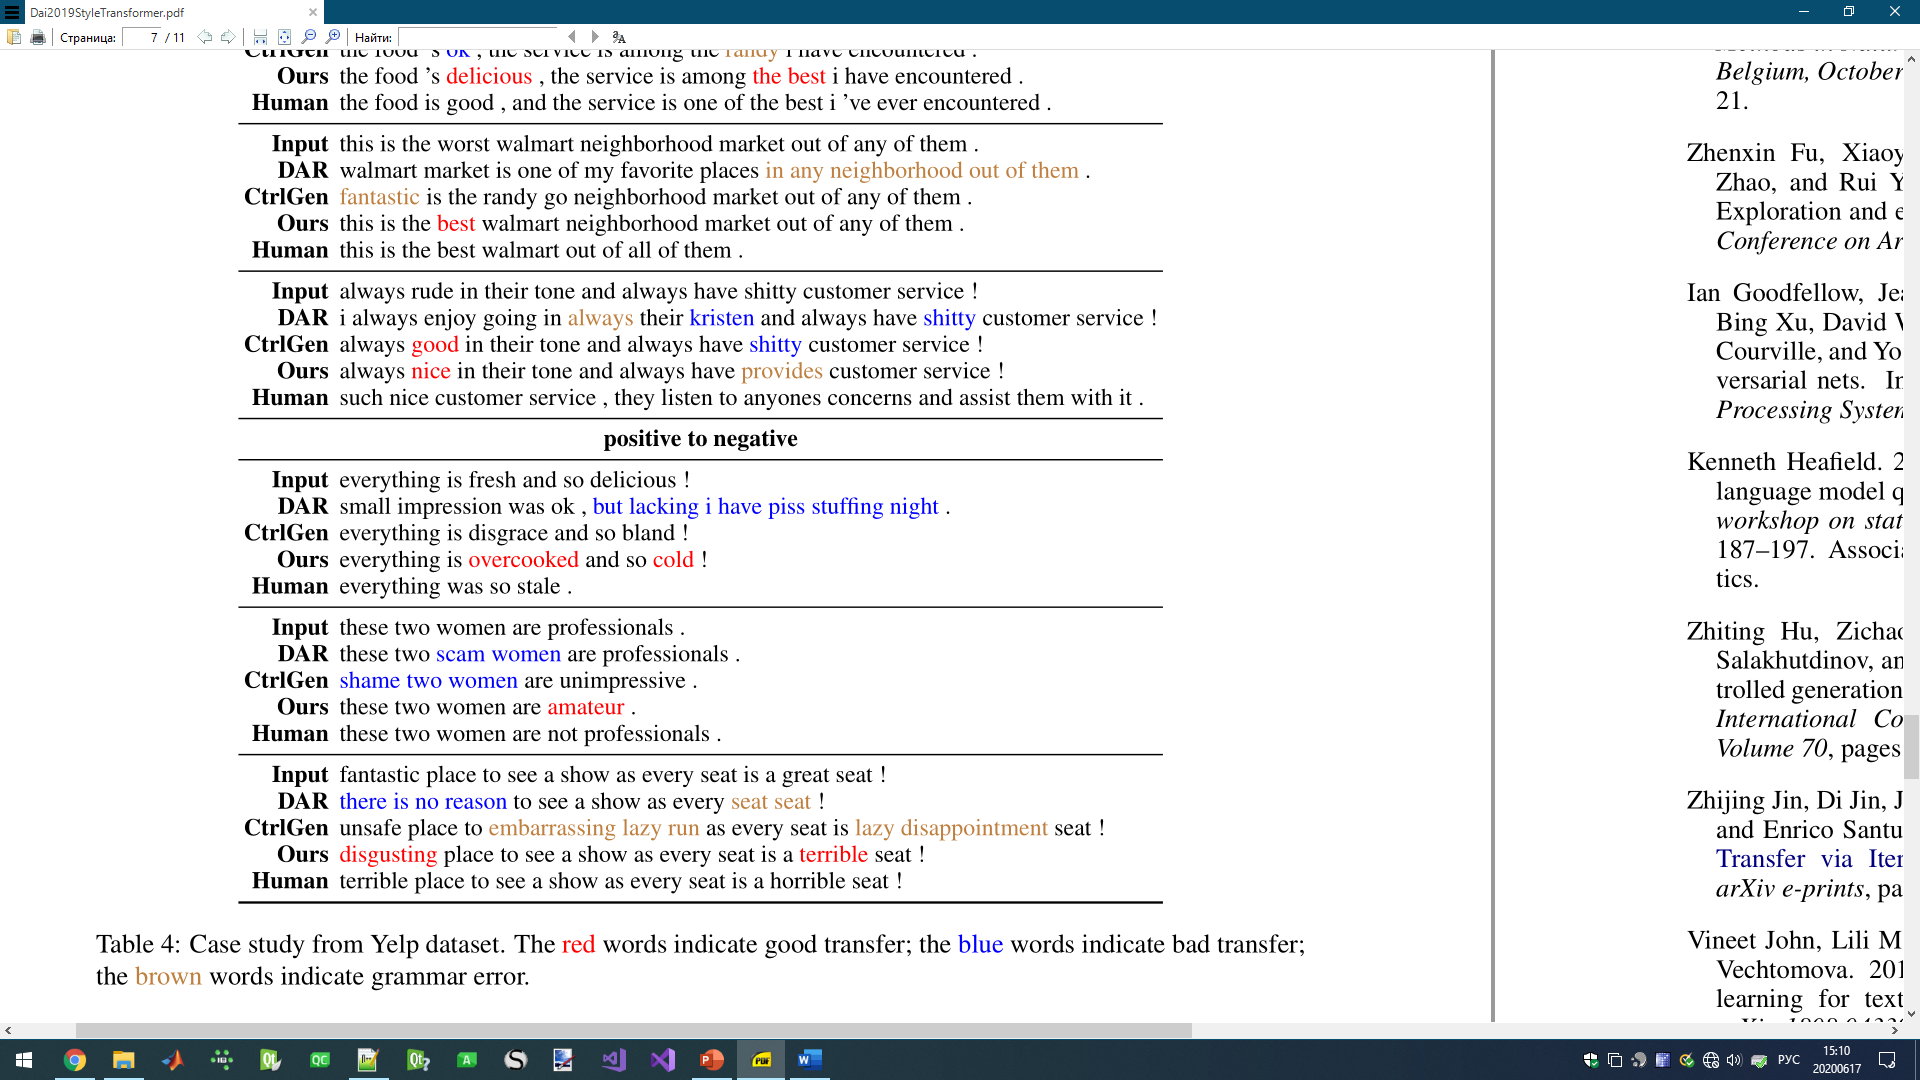 Dai2019StyleTransformer.pdf
Страница: 7 / 11 Найти:
CtrlGen the food 's ok , the service is among the randy i have encountered .
Ours the food 's delicious , the service is among the best i have encountered .
Human the food is good , and the service is one of the best i 've ever encountered .
Input this is the worst walmart neighborhood market out of any of them .
DAR walmart market is one of my favorite places in any neighborhood out of them .
CtrlGen fantastic is the randy go neighborhood market out of any of them .
Ours this is the best walmart neighborhood market out of any of them .
Human this is the best walmart out of all of them .
Input always rude in their tone and always have shitty customer service !
DAR i always enjoy going in always their kristen and always have shitty customer service !
CtrlGen always good in their tone and always have shitty customer service !
Ours always nice in their tone and always have provides customer service !
Human such nice customer service , they listen to anyones concerns and assist them with it .
positive to negative
Input everything is fresh and so delicious !
DAR small impression was ok , but lacking i have piss stuffing night .
CtrlGen everything is disgrace and so bland !
Ours everything is overcooked and so cold !
Human everything was so stale .
Input these two women are professionals .
DAR these two scam women are professionals .
CtrlGen shame two women are unimpressive .
Ours these two women are amateur .
Human these two women are not professionals .
Input fantastic place to see a show as every seat is a great seat !
DAR there is no reason to see a show as every seat seat !
CtrlGen unsafe place to embarrassing lazy run as every seat is lazy disappointment seat !
Ours disgusting place to see a show as every seat is a terrible seat !
Human terrible place to see a show as every seat is a horrible seat !
Table 4: Case study from Yelp dataset. The red words indicate good transfer; the blue words indicate bad transfer;
the brown words indicate grammar error.
Belgium, October
21.
Zhenxin Fu, Xiaoy
Zhao, and Rui Y
Exploration and e
Conference on Ar
Ian Goodfellow, Jea
Bing Xu, David W
Courville, and Yo
versarial nets. In
Processing System
Kenneth Heafield. 2
language model q
workshop on stat
187–197. Associa
tics.
Zhiting Hu, Zichao
Salakhutdinov, an
trolled generation
International Co
Volume 70, pages
Zhijing Jin, Di Jin, J
and Enrico Santu
Transfer via Iter
arXiv e-prints, pa
Vineet John, Lili M
Vechtomova. 201
learning for text
РУС
15:10
20200617